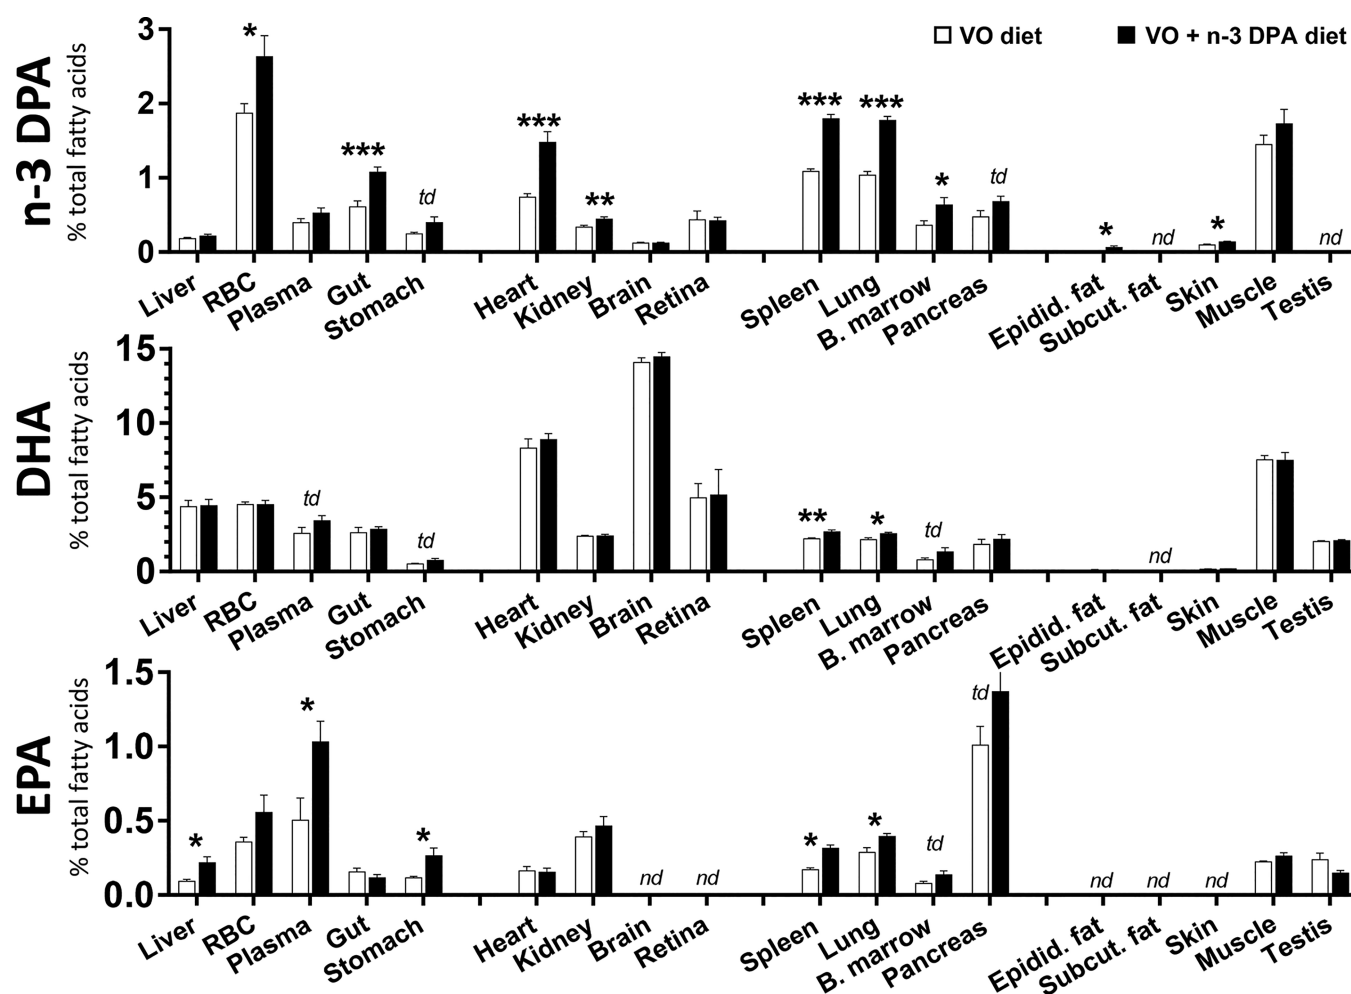 VO diet
VO + n-3 DPA diet
n-3 DPA
% total fatty acids
3
2
1
0
*
***
td
***
**
***
***
*
td
*
nd
*
nd
Liver
RBC
Plasma
Gut
Stomach
Heart
Kidney
Brain
Retina
Spleen
Lung
B. marrow
Pancreas
Epidid. fat
Subcut. fat
Skin
Muscle
Testis
DHA
% total fatty acids
15
10
5
0
td
td
**
*
td
nd
Liver
RBC
Plasma
Gut
Stomach
Heart
Kidney
Brain
Retina
Spleen
Lung
B. marrow
Pancreas
Epidid. fat
Subcut. fat
Skin
Muscle
Testis
EPA
% total fatty acids
1.5
1.0
0.5
0.0
*
*
*
nd
nd
*
*
td
td
nd
nd
nd
Liver
RBC
Plasma
Gut
Stomach
Heart
Kidney
Brain
Retina
Spleen
Lung
B. marrow
Pancreas
Epidid. fat
Subcut. fat
Skin
Muscle
Testis